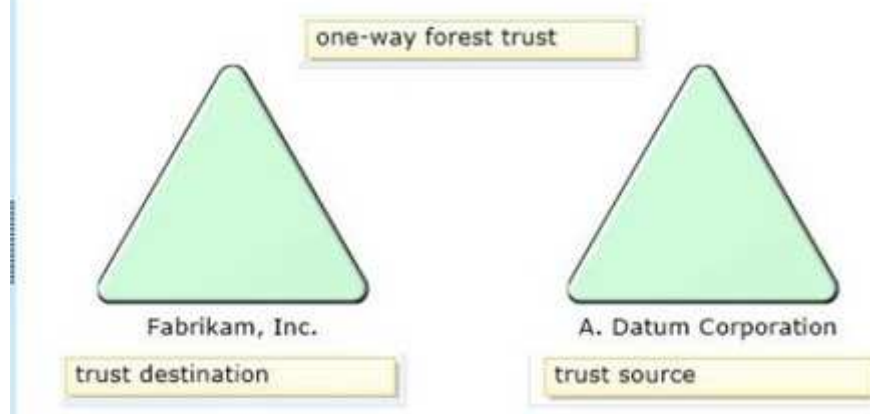 one-way forest trust
Fabrikam, Inc.
A. Datum Corporation
trust destination
trust source